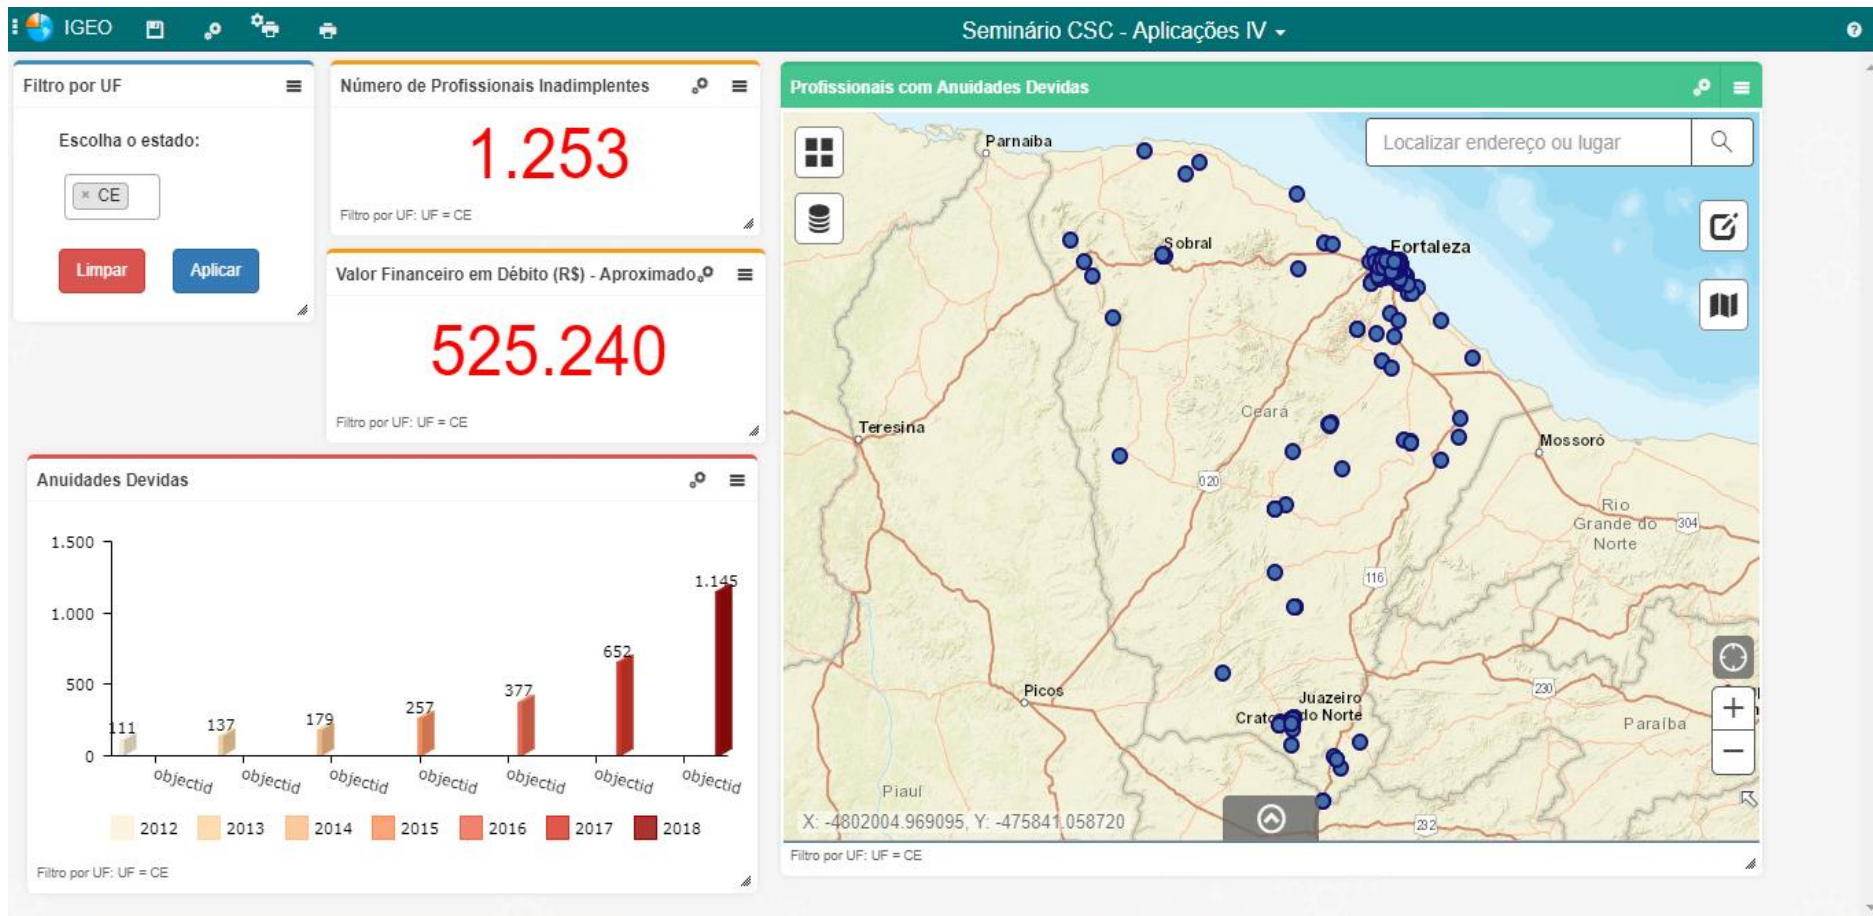 IGEO
Seminário CSC - Aplicações IV
Filtro por UF
Escolha o estado:
× CE
Limpar
Aplicar
Número de Profissionais Inadimplentes
1.253
Filtro por UF: UF = CE
Valor Financeiro em Débito (R$) - Aproximado
525.240
Filtro por UF: UF = CE
Anuidades Devidas
1.500
1.000
500
0
111
137
179
257
377
652
1.145
objectid
objectid
objectid
objectid
objectid
objectid
objectid
2012
2013
2014
2015
2016
2017
2018
Filtro por UF: UF = CE
Profissionais com Anuidades Devidas
Localizar endereço ou lugar
Parnaiba
Sobral
Fortaleza
Ceará
Teresina
Mossoró
020
Rio
Grande do
Norte
304
116
Picos
Juazeiro
do Norte
Crato
230
Paraíba
Piauí
232
X: -4802004.969095, Y: -475841.058720
Filtro por UF: UF = CE